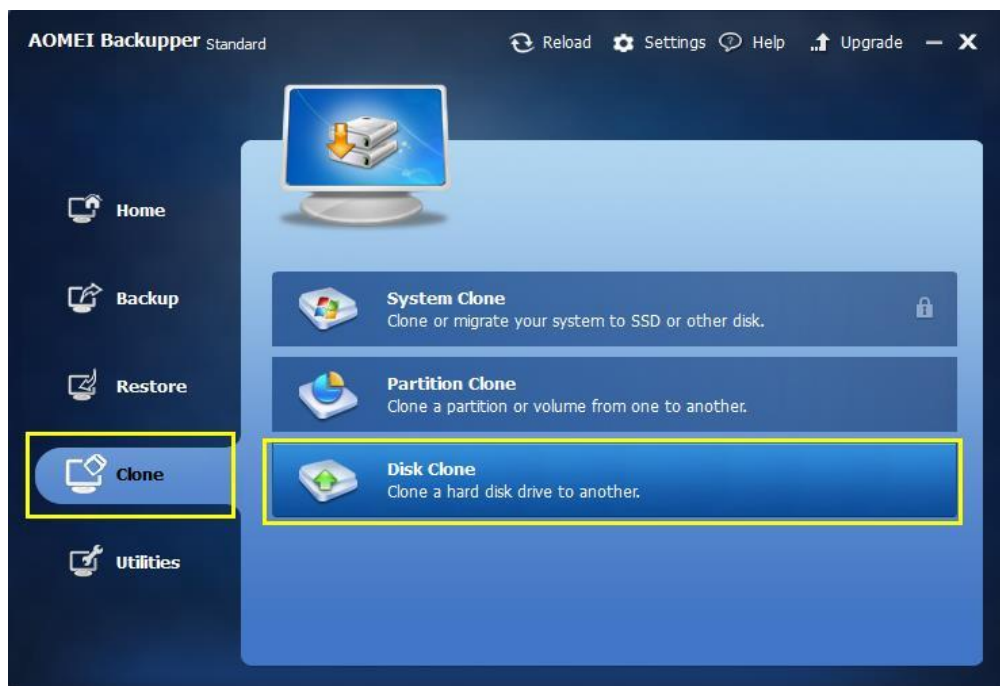 AOMEI Backupper Standard
Reload Settings Help Upgrade
Home
Backup
Restore
Clone
Utilities
System Clone
Clone or migrate your system to SSD or other disk.
Partition Clone
Clone a partition or volume from one to another.
Disk Clone
Clone a hard disk drive to another.